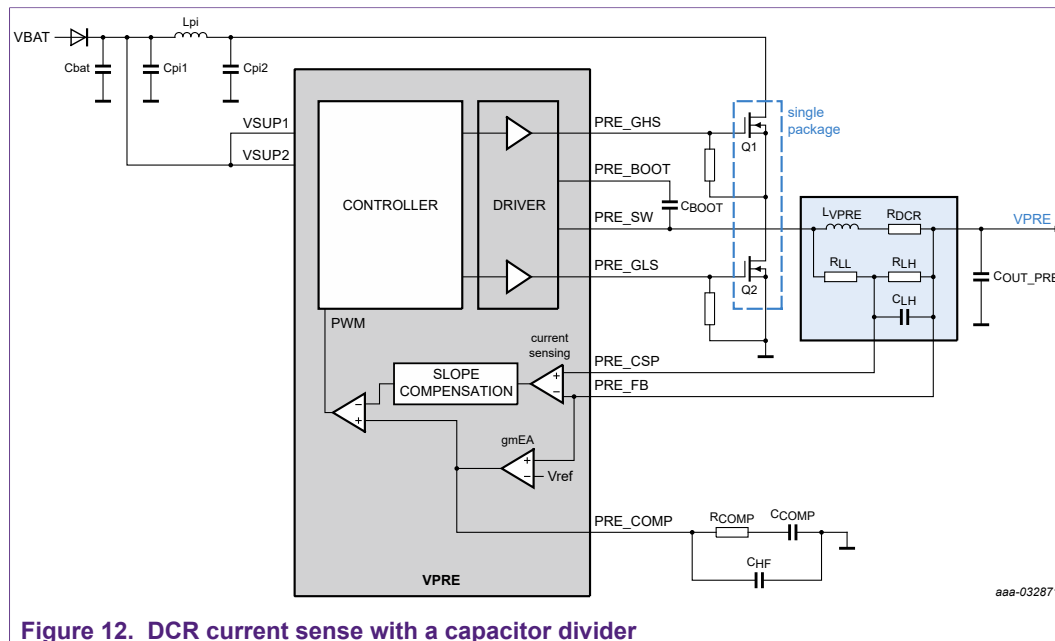 VBAT
Lpi
Cbat
Cpi1
Cpi2
VSUP1
VSUP2
CONTROLLER
DRIVER
PRE_GHS
PRE_BOOT
CBOOT
PRE_SW
PRE_GLS
Q1
single
package
Q2
LVPRE
RDCR
VPRE
RLL
RLH
CLH
COUT_PRE
PWM
current
sensing
PRE_CSP
SLOPE
COMPENSATION
+
−
PRE_FB
−
+
gmEA
+
−
Vref
PRE_COMP
RCOMP
CCOMP
CHF
VPRE
aaa-03287
Figure 12. DCR current sense with a capacitor divider